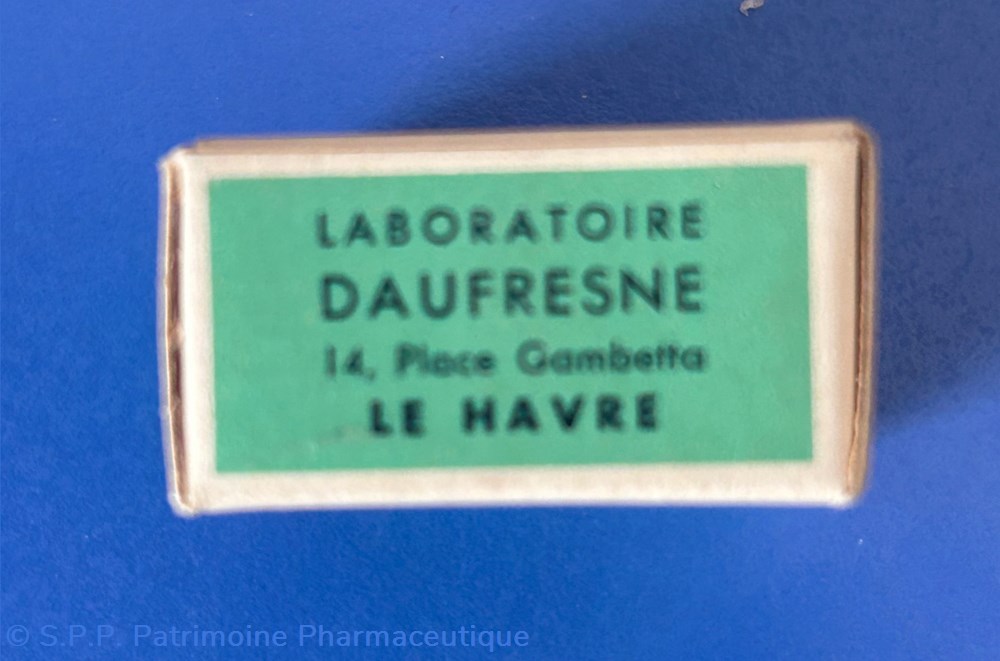 LABORATOIRE
DAUFRESNE
14, Place Gambetta
LE HAVRE
© S.P.P. Patrimoine Pharmaceutique